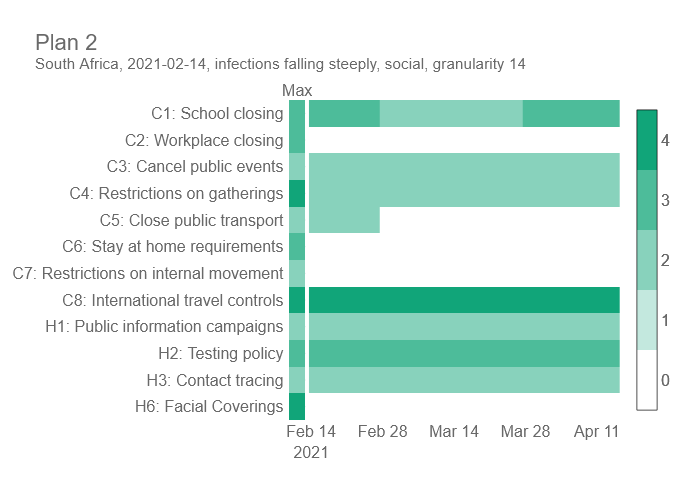 Plan 2
South Africa, 2021-02-14, infections falling steeply, social, granularity 14
Max
C1: School closing
C2: Workplace closing
C3: Cancel public events
C4: Restrictions on gatherings
C5: Close public transport
C6: Stay at home requirements
C7: Restrictions on internal movement
C8: International travel controls
H1: Public information campaigns
H2: Testing policy
H3: Contact tracing
H6: Facial Coverings
Feb 14 Feb 28 Mar 14 Mar 28 Apr 11
2021
4
3
2
1
0